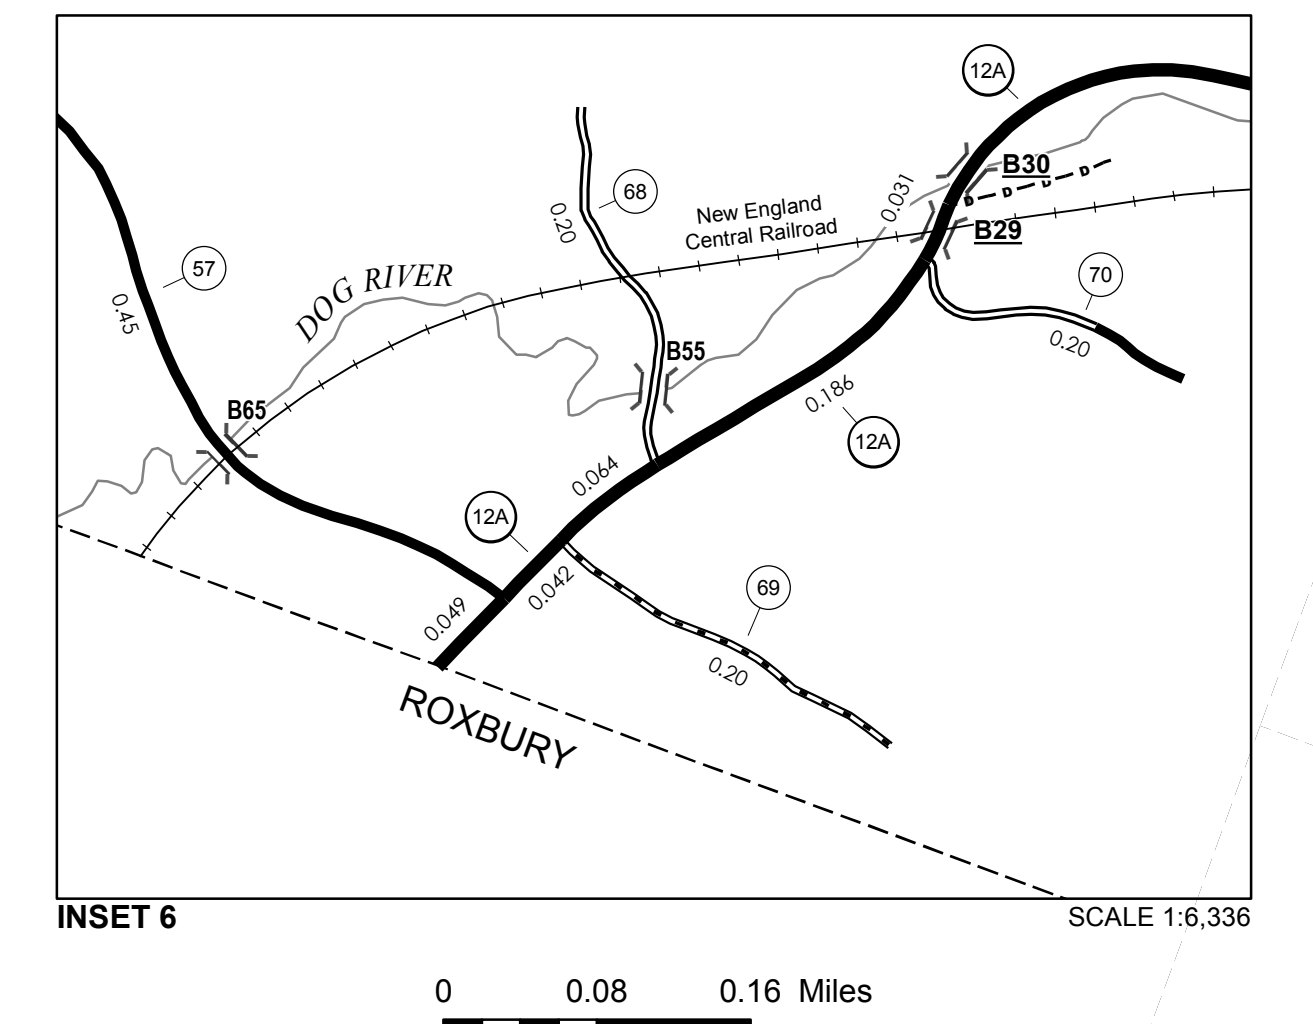 12A
B30
D D D D
0.031
68
0.20
New England
Central Railroad
B29
57
0.45
DOG RIVER
70
0.20
B55
0.186
12A
B65
0.064
12A
0.042
0.049
69
0.20
ROXBURY
INSET 6
SCALE 1:6,336
0 0.08 0.16 Miles